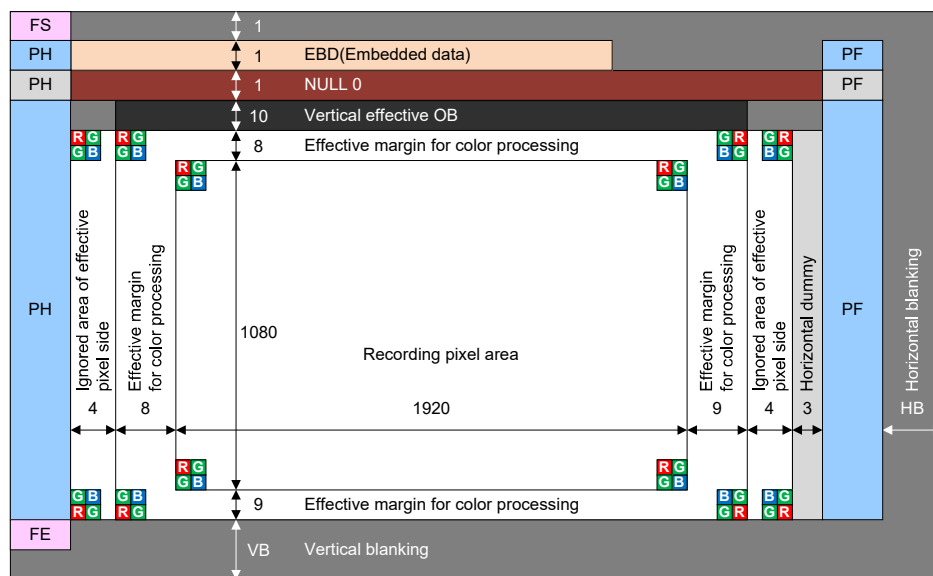 FS
1
PH
1
EBD(Embedded data)
PF
PH
1
NULL 0
PF
10
Vertical effective OB
R G
G B
R G
G B
8
Effective margin for color processing
G R
B G
G R
B G
R G
G B
R G
G B
PH
Ignored area of effective
pixel side
4
Effective margin
for color processing
8
1080
Recording pixel area
1920
Effective margin
for color processing
9
Ignored area of effective
pixel side
4
Horizontal dummy
3
PF
Horizontal blanking
HB
R G
G B
R G
G B
G B
R G
G B
R G
9
Effective margin for color processing
B G
G R
B G
G R
FE
VB
Vertical blanking